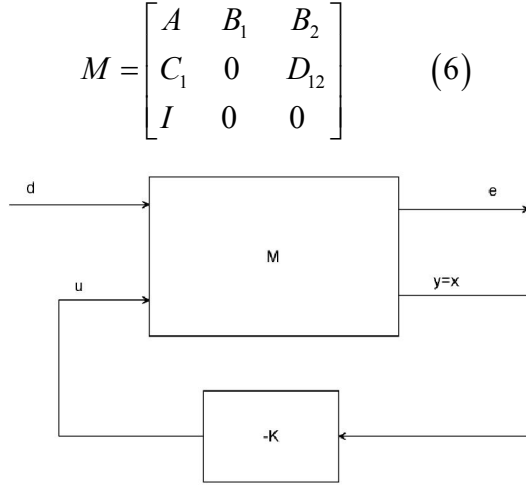 M = [ A B₁ B₂
C₁ 0 D₁₂
I 0 0 ] (6)
d
e
M
u
y=x
-K